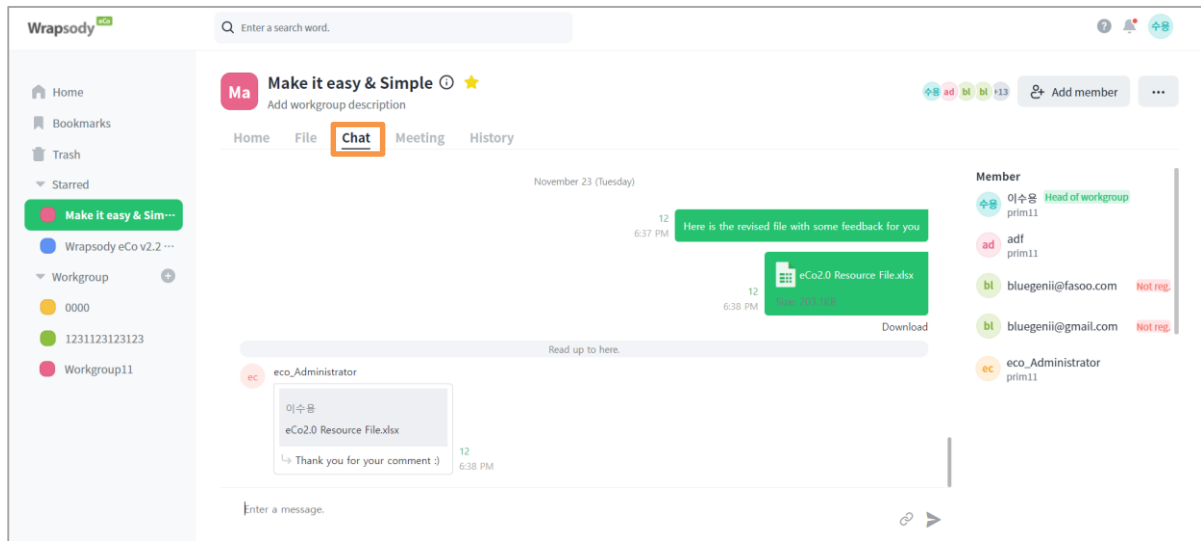 Wrapsody eCo
Enter a search word.
?
수용
Home
Bookmarks
Trash
Starred
Make it easy & Sim···
Wrapsody eCo v2.2 ···
Workgroup
0000
1231123123123
Workgroup11
Ma
Make it easy & Simple
Add workgroup description
수용 ad bl bl +13
Add member
···
Home File Chat Meeting History
November 23 (Tuesday)
12
6:37 PM
Here is the revised file with some feedback for you
eCo2.0 Resource File.xlsx
Size: 203.1KB
12
6:38 PM
Download
Read up to here.
ec
eco_Administrator
이수용
eCo2.0 Resource File.xlsx
Thank you for your comment :)
12
6:38 PM
Enter a message.
Member
수용
이수용 Head of workgroup
prim11
ad
adf
prim11
bl bluegenii@fasoo.com Not reg.
bl bluegenii@gmail.com Not reg.
ec
eco_Administrator
prim11